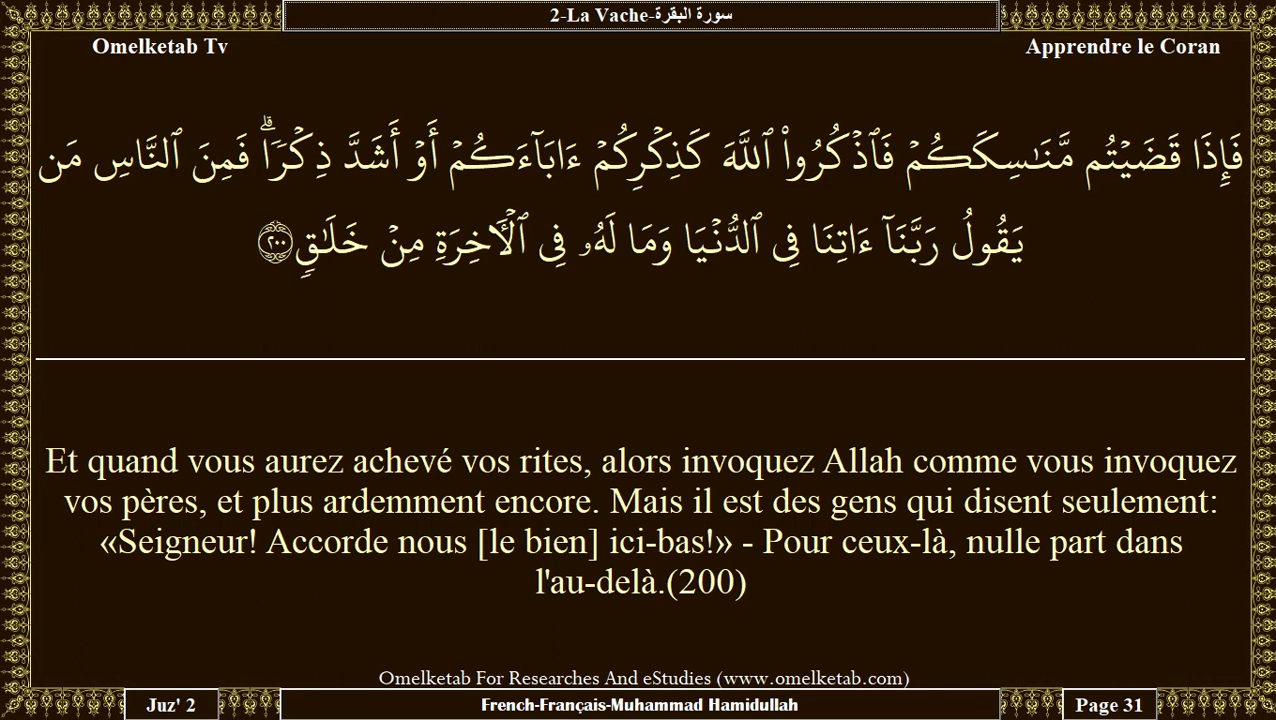 2-La Vache-سورة البقرة
Omelketab Tv
Apprendre le Coran
فَإِذَا قَضَيْتُم مَّنَـٰسِكَكُمْ فَٱذْكُرُوا۟ ٱللَّهَ كَذِكْرِكُمْ ءَابَآءَكُمْ أَوْ أَشَدَّ ذِكْرًۭا ۗ فَمِنَ ٱلنَّاسِ مَن
يَقُولُ رَبَّنَآ ءَاتِنَا فِى ٱلدُّنْيَا وَمَا لَهُۥ فِى ٱلْـَٔاخِرَةِ مِنْ خَلَـٰقٍۢ ٢٠٠
Et quand vous aurez achevé vos rites, alors invoquez Allah comme vous invoquez
vos pères, et plus ardemment encore. Mais il est des gens qui disent seulement:
«Seigneur! Accorde nous [le bien] ici-bas!» - Pour ceux-là, nulle part dans
l'au-delà.(200)
Omelketab For Researches And eStudies (www.omelketab.com)
Juz' 2
French-Français-Muhammad Hamidullah
Page 31